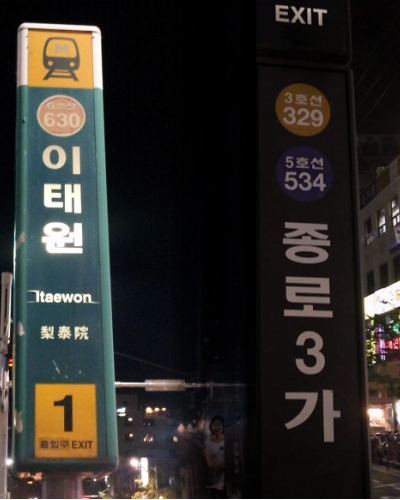 M
6호선
630
이태원
Itaewon
梨泰院
1
출입구 EXIT
EXIT
3호선
329
5호선
534
종로3가